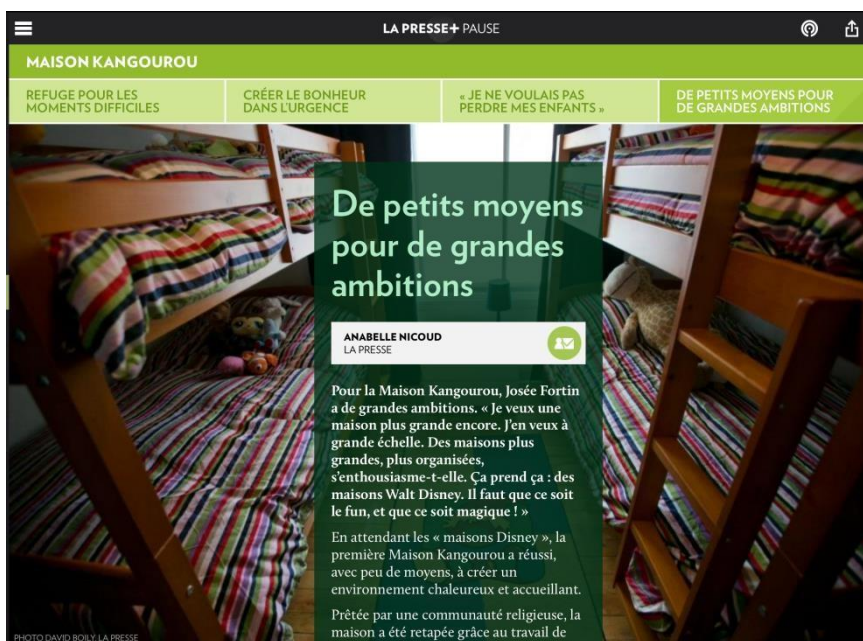 LA PRESSE+ PAUSE
MAISON KANGOUROU
REFUGE POUR LES
MOMENTS DIFFICILES
CRÉER LE BONHEUR
DANS L'URGENCE
« JE NE VOULAIS PAS
PERDRE MES ENFANTS »
DE PETITS MOYENS POUR
DE GRANDES AMBITIONS
De petits moyens
pour de grandes
ambitions
ANABELLE NICOUD
LA PRESSE
Pour la Maison Kangourou, Josée Fortin
a de grandes ambitions. « Je veux une
maison plus grande encore. J'en veux à
grande échelle. Des maisons plus
grandes, plus organisées,
s'enthousiasme-t-elle. Ça prend ça : des
maisons Walt Disney. Il faut que ce soit
le fun, et que ce soit magique ! »
En attendant les « maisons Disney », la
première Maison Kangourou a réussi,
avec peu de moyens, à créer un
environnement chaleureux et accueillant.
Prêtée par une communauté religieuse, la
maison a été retapée grâce au travail de
PHOTO DAVID BOILY, LA PRESSE